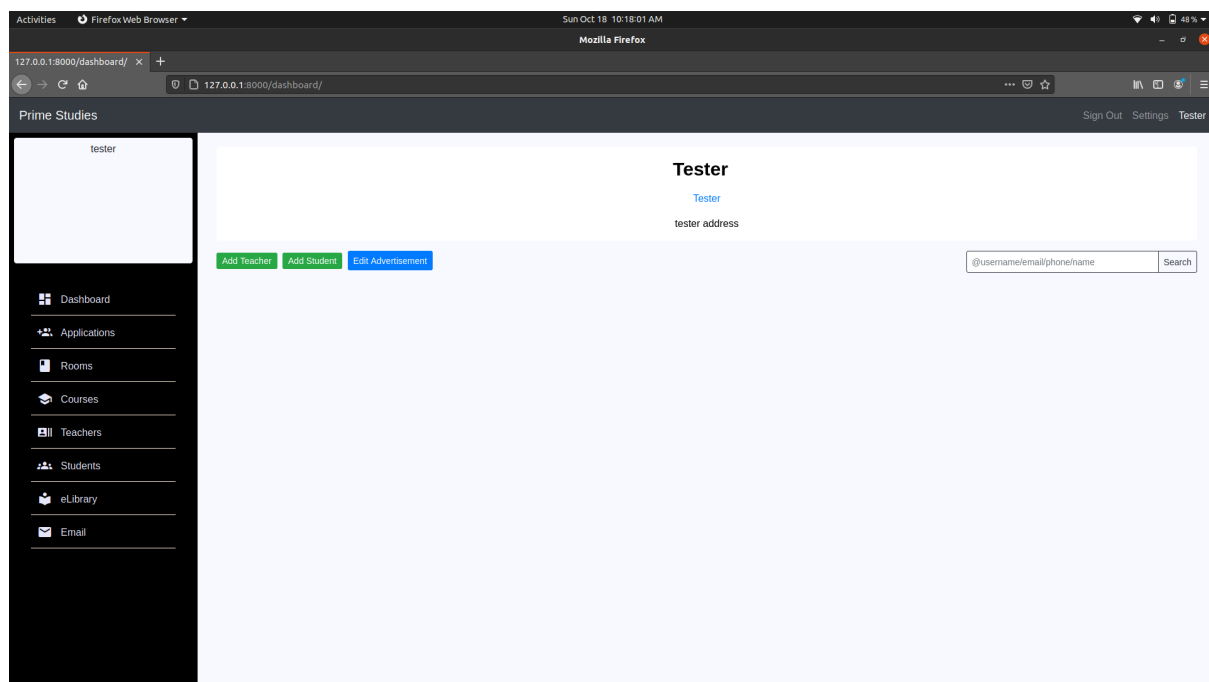 Activities Firefox Web Browser Sun Oct 18 10:18:01 AM 48 %
Mozilla Firefox
127.0.0.1:8000/dashboard/
127.0.0.1:8000/dashboard/
Prime Studies Sign Out Settings Tester
tester
Dashboard
Applications
Rooms
Courses
Teachers
Students
eLibrary
Email
Tester
Tester
tester address
Add Teacher Add Student Edit Advertisement @username/email/phone/name Search